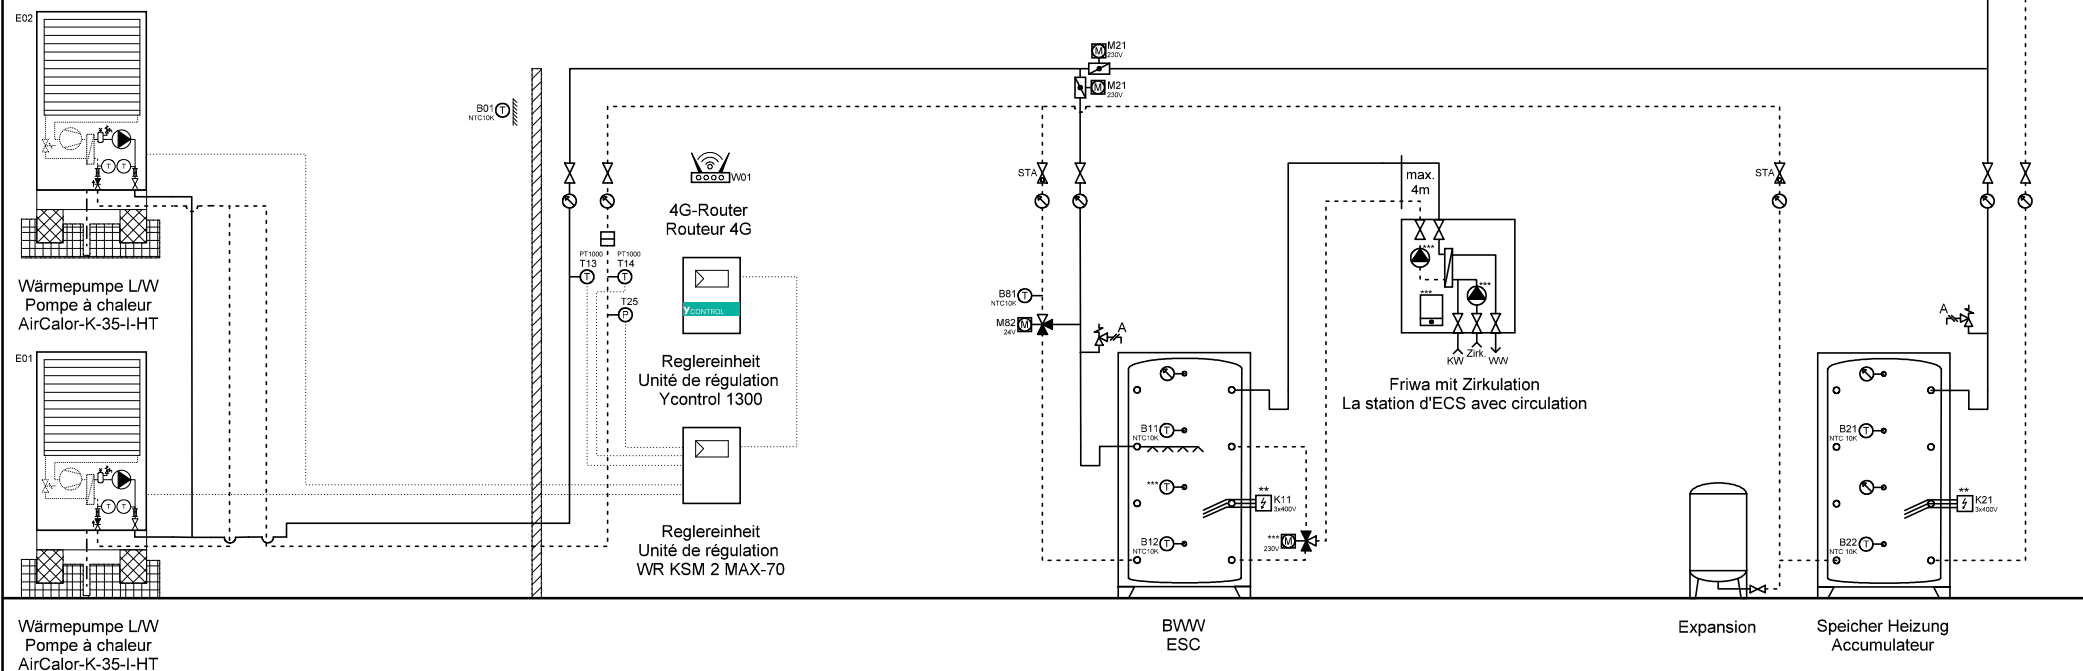 E02
Wärmepumpe L/W
Pompe à chaleur
AirCalor-K-35-I-HT
E01
Wärmepumpe L/W
Pompe à chaleur
AirCalor-K-35-I-HT
T T
T T
B01 T
NTC10K
W01
4G-Router
Routeur 4G
PT1000
T13
T
PT1000
T14
T
T25
P
YCONTROL
Reglereinheit
Unité de régulation
Ycontrol 1300
Reglereinheit
Unité de régulation
WR KSM 2 MAX-70
M M21
230V
M M21
230V
STA
B81 T
NTC10K
M82 M
24V
A
B11 T
NTC10K
*** T
B12 T
NTC10K
**
K11
3x400V
*** M
230V
BWW
ESC
max.
4m
***
***
***
KW Zirk. WW
Friwa mit Zirkulation
La station d'ECS avec circulation
STA
A
B21 T
NTC 10K
B22 T
NTC 10K
**
K21
3x400V
Expansion
Speicher Heizung
Accumulateur